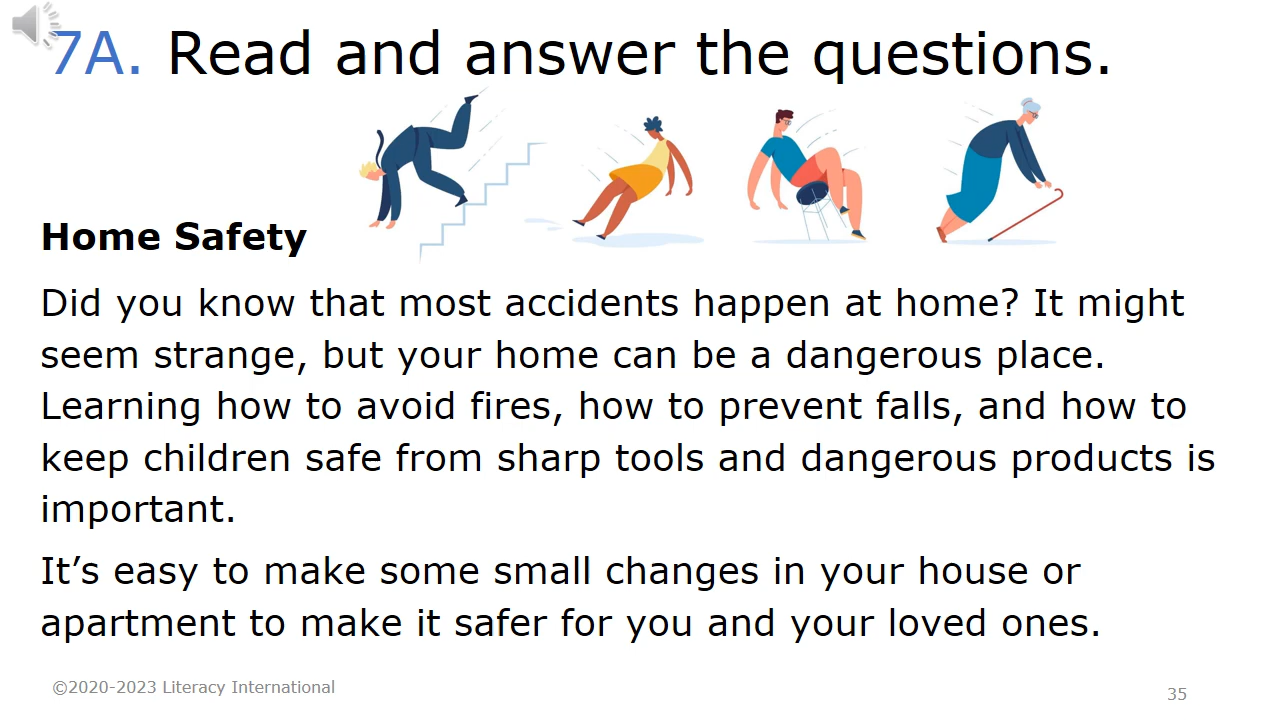 7A. Read and answer the questions.
Home Safety
Did you know that most accidents happen at home? It might
seem strange, but your home can be a dangerous place.
Learning how to avoid fires, how to prevent falls, and how to
keep children safe from sharp tools and dangerous products is
important.
It’s easy to make some small changes in your house or
apartment to make it safer for you and your loved ones.
©2020-2023 Literacy International
35